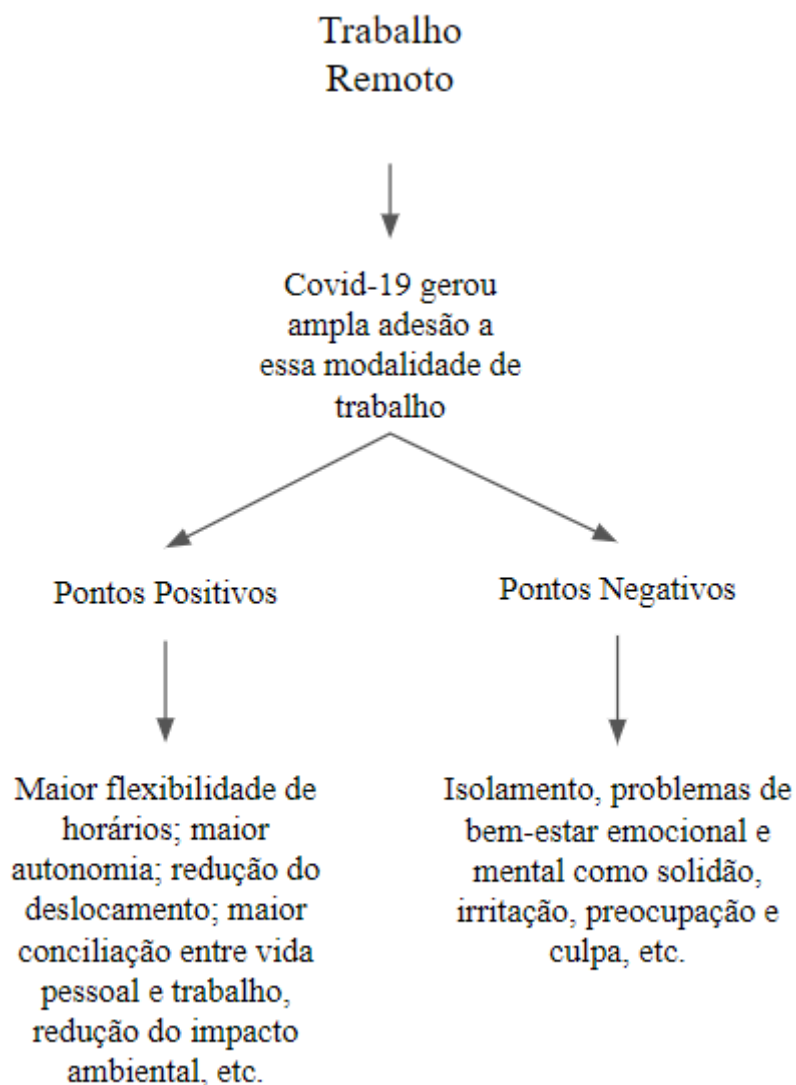 Trabalho
Remoto
Covid-19 gerou
ampla adesão a
essa modalidade de
trabalho
Pontos Positivos
Pontos Negativos
Maior flexibilidade de
horários; maior
autonomia; redução do
deslocamento; maior
conciliação entre vida
pessoal e trabalho,
redução do impacto
ambiental, etc.
Isolamento, problemas de
bem-estar emocional e
mental como solidão,
irritação, preocupação e
culpa, etc.